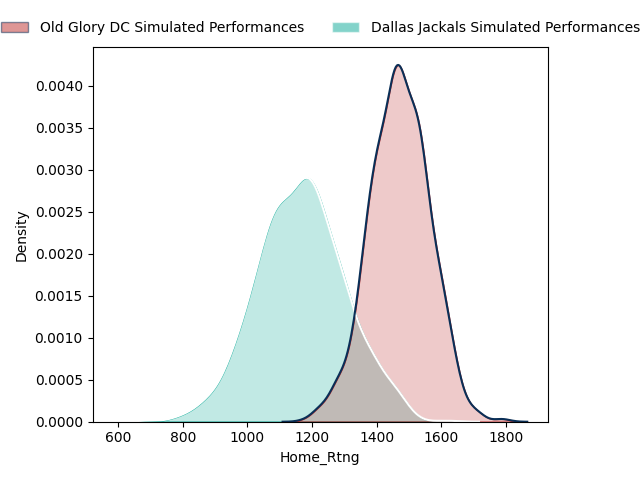 Old Glory DC Simulated Performances Dallas Jackals Simulated Performances
0.0040
0.0035
0.0030
0.0025
0.0020
0.0015
0.0010
0.0005
0.0000
Density
600 800 1000 1200 1400 1600 1800
Home_Rtng